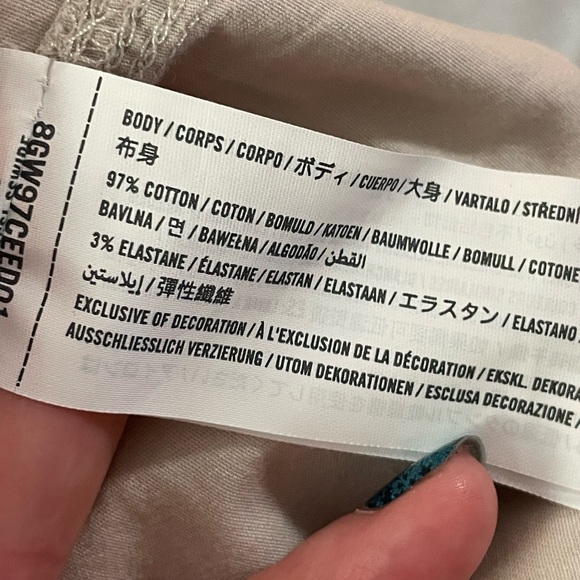 BODY / CORPS / CORPO / ボディ / CUERPO / 大身 / VARTALO / STŘEDNÍ
布身
97% COTTON / COTON / BOMULD / KATOEN / BAUMWOLLE / BOMULL / COTONE
BAVLNA / 면 / BAWEŁNA / ALGODÃO / القطن
3% ELASTANE / ÉLASTANE / ELASTAN / ELASTAAN / エラスタン / ELASTANO
إيلاستين / 彈性纖維
EXCLUSIVE OF DECORATION / À L'EXCLUSION DE LA DÉCORATION / EKSKL. DEKORA
AUSSCHLIESSLICH VERZIERUNG / UTOM DEKORATIONEN / ESCLUSA DECORAZIONE /
8GW97CEED01